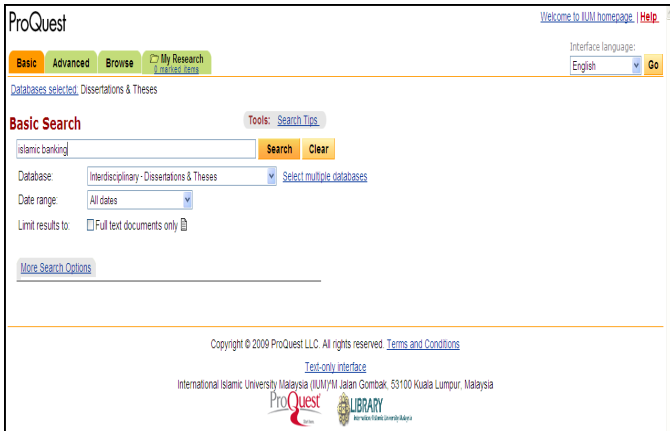 ProQuest
Welcome to IIUM homepage | Help
Interface language:
English Go
Basic Advanced Browse My Research
0 marked items
Databases selected: Dissertations & Theses
Basic Search Tools: Search Tips
islamic banking Search Clear
Database: Interdisciplinary - Dissertations & Theses Select multiple databases
Date range: All dates
Limit results to: Full text documents only
More Search Options
Copyright © 2009 ProQuest LLC. All rights reserved. Terms and Conditions
Text-only interface
International Islamic University Malaysia (IIUM)^M Jalan Gombak, 53100 Kuala Lumpur, Malaysia
ProQuest LIBRARY
International Islamic University Malaysia